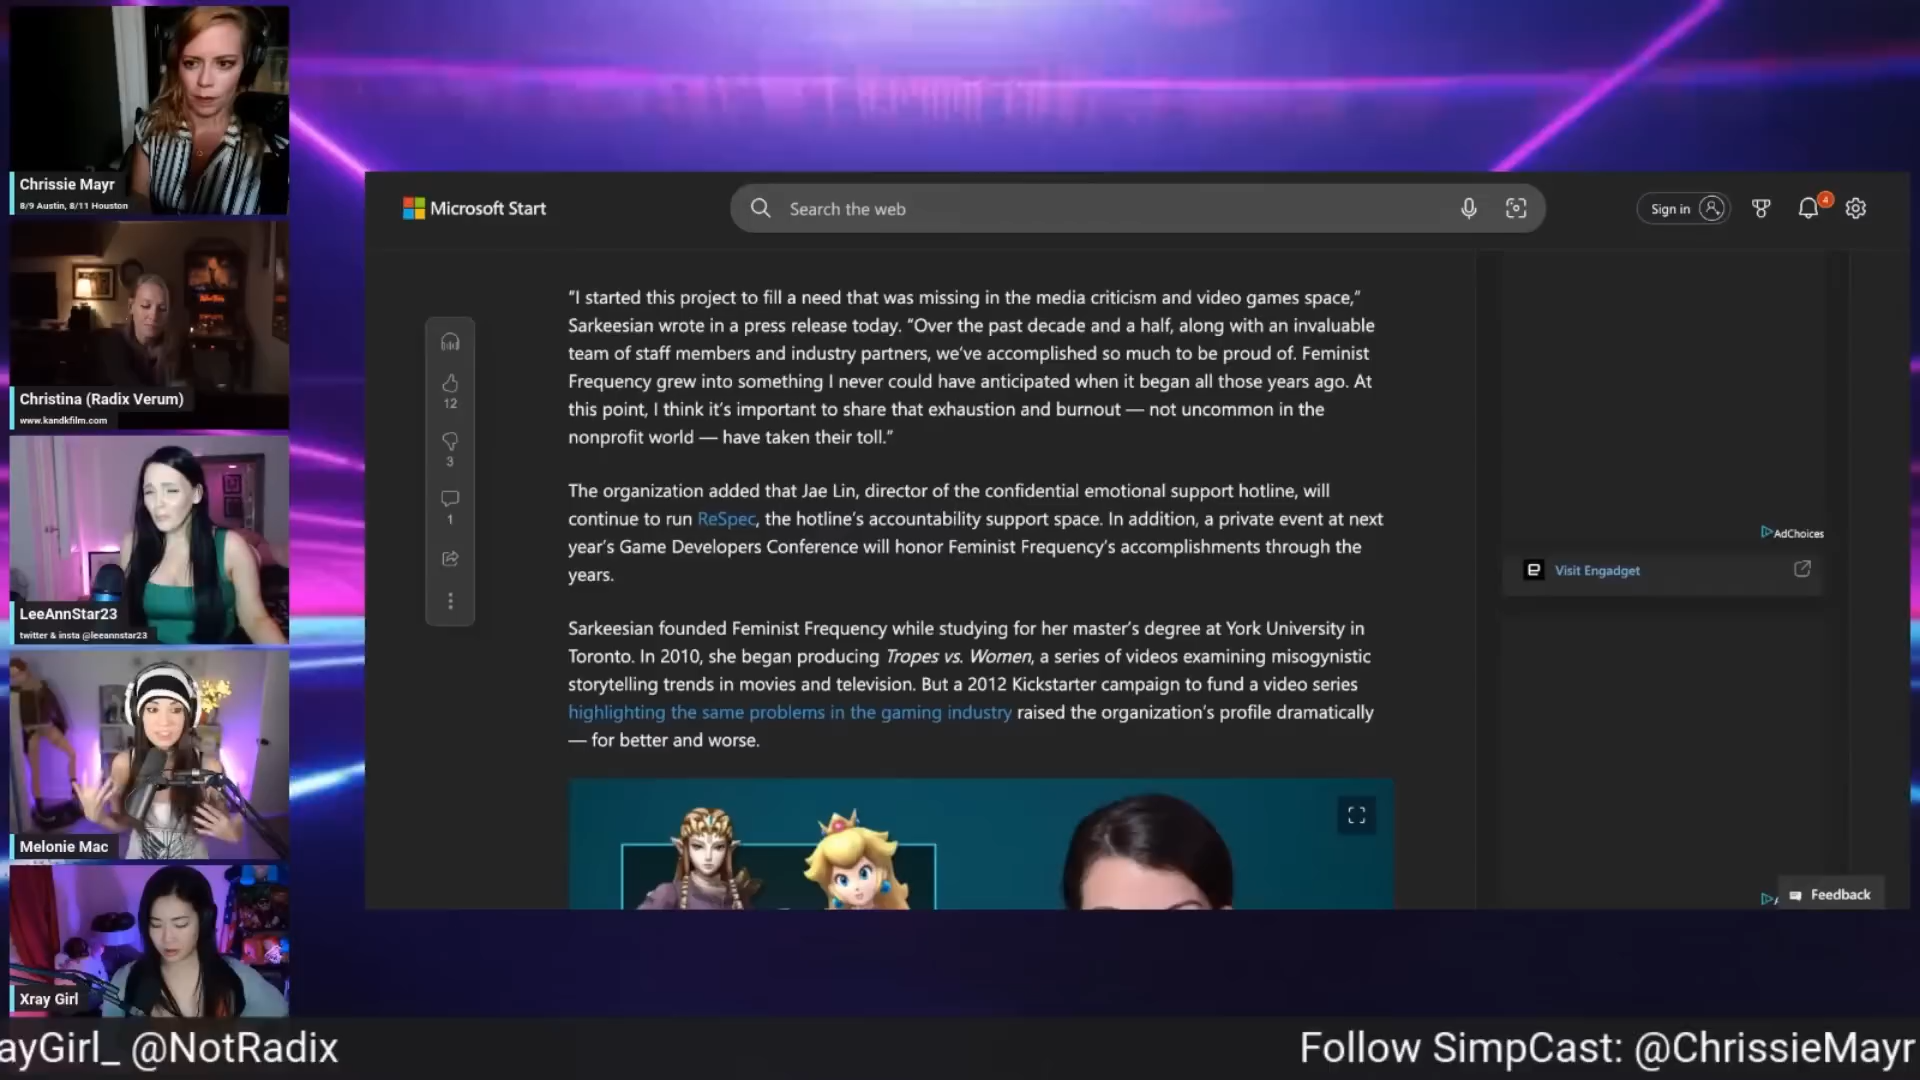 Chrissie Mayr
8/9 Austin, 8/11 Houston
Christina (Radix Verum)
www.kandkfilm.com
LeeAnnStar23
twitter & insta @leeannstar23
Melonie Mac
Xray Girl
Microsoft Start
Search the web
Sign in
4
12
3
1
“I started this project to fill a need that was missing in the media criticism and video games space,”
Sarkeesian wrote in a press release today. “Over the past decade and a half, along with an invaluable
team of staff members and industry partners, we’ve accomplished so much to be proud of. Feminist
Frequency grew into something I never could have anticipated when it began all those years ago. At
this point, I think it’s important to share that exhaustion and burnout — not uncommon in the
nonprofit world — have taken their toll.”
The organization added that Jae Lin, director of the confidential emotional support hotline, will
continue to run ReSpec, the hotline’s accountability support space. In addition, a private event at next
year’s Game Developers Conference will honor Feminist Frequency’s accomplishments through the
years.
Sarkeesian founded Feminist Frequency while studying for her master’s degree at York University in
Toronto. In 2010, she began producing Tropes vs. Women, a series of videos examining misogynistic
storytelling trends in movies and television. But a 2012 Kickstarter campaign to fund a video series
highlighting the same problems in the gaming industry raised the organization’s profile dramatically
— for better and worse.
AdChoices
Visit Engadget
Feedback
ayGirl_ @NotRadix
Follow SimpCast: @ChrissieMayr